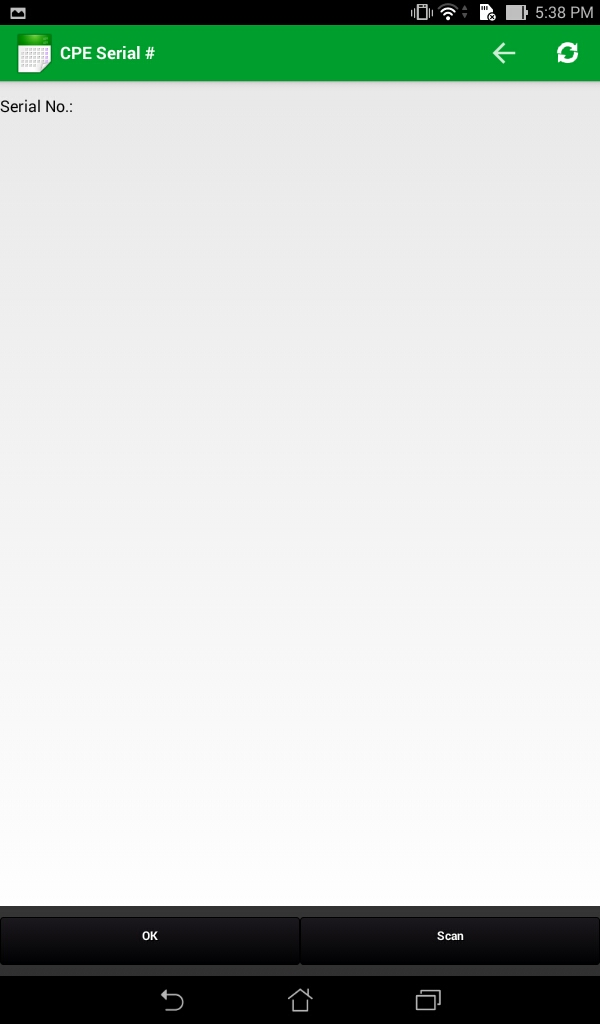 5:38 PM
CPE Serial #
Serial No.:
OK
Scan